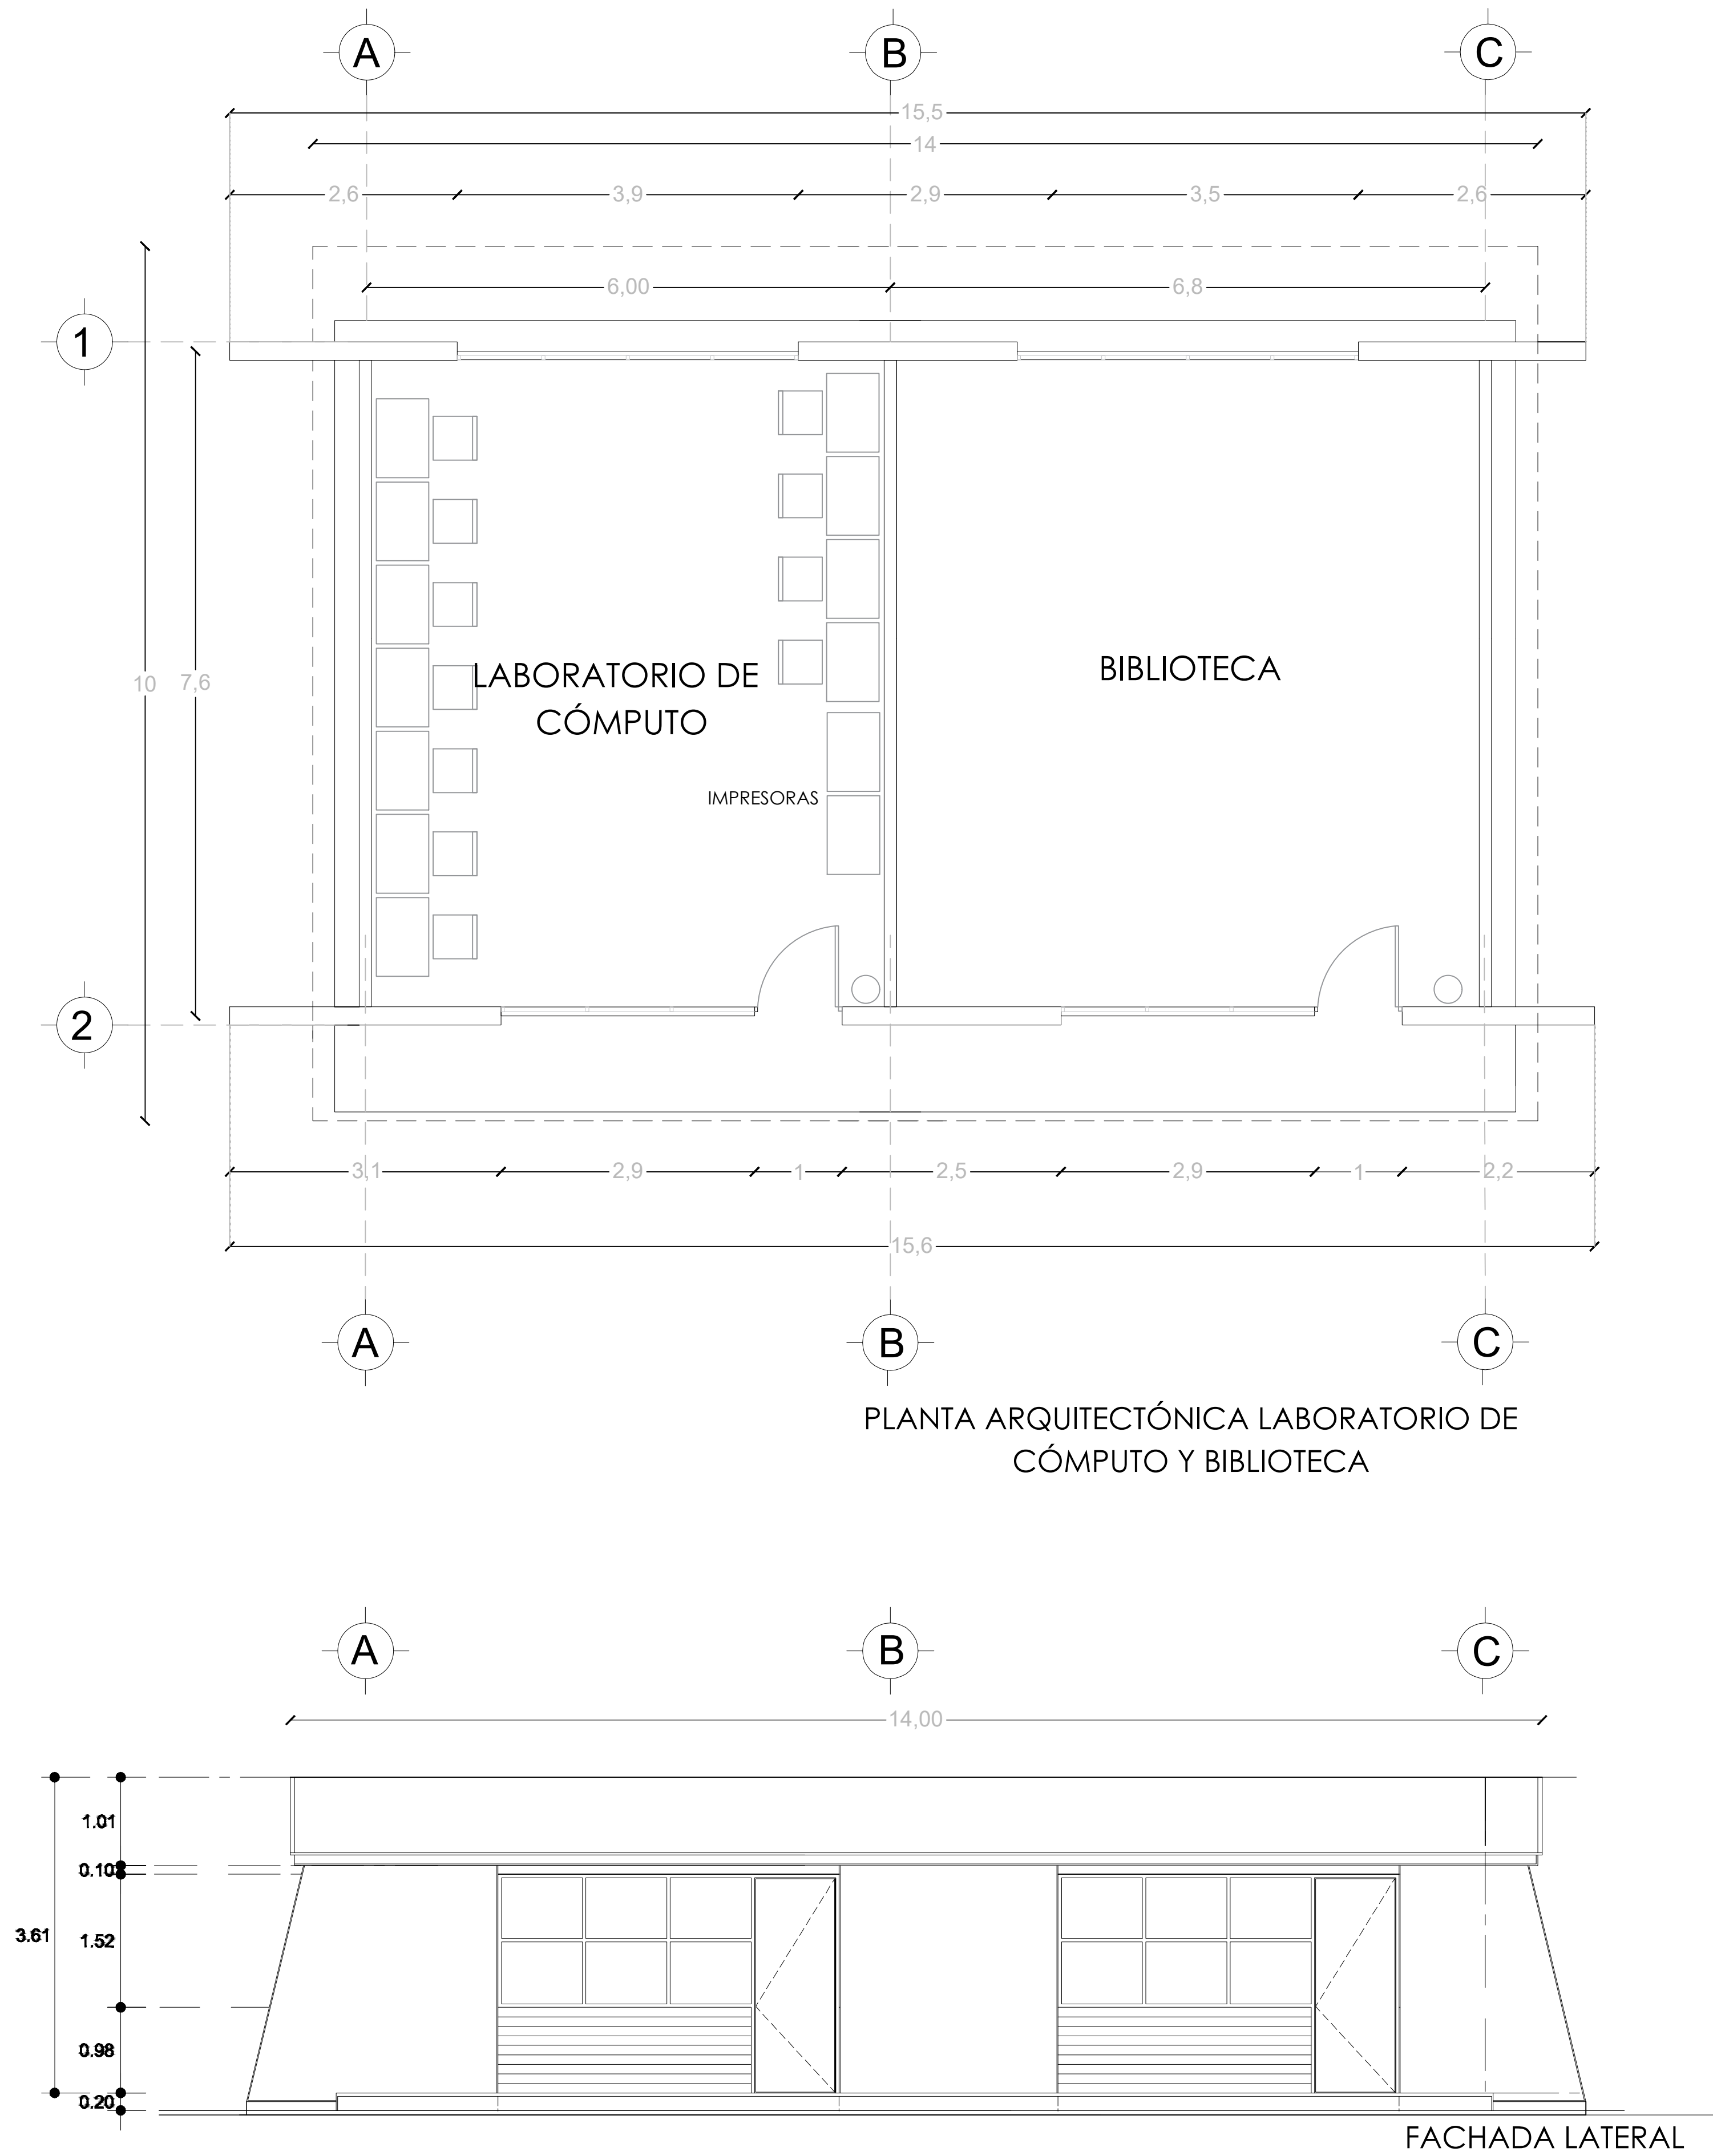 A B C
15,5
14
2,6 3,9 2,9 3,5 2,6
6,00 6,8
1
10 7,6
LABORATORIO DE
CÓMPUTO
BIBLIOTECA
IMPRESORAS
2
3,1 2,9 1 2,5 2,9 1 2,2
15,6
A B C
PLANTA ARQUITECTÓNICA LABORATORIO DE
CÓMPUTO Y BIBLIOTECA
A B C
14,00
1.01
0.10
3.61 1.52
0.98
0.20
FACHADA LATERAL